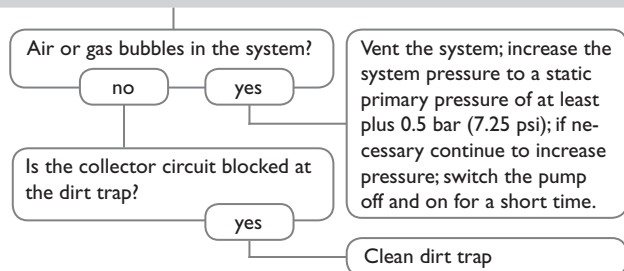 Air or gas bubbles in the system?
no
yes
Vent the system; increase the
system pressure to a static
primary pressure of at least
plus 0.5 bar (7.25 psi); if ne-
cessary continue to increase
pressure; switch the pump
off and on for a short time.
Is the collector circuit blocked at
the dirt trap?
yes
Clean dirt trap